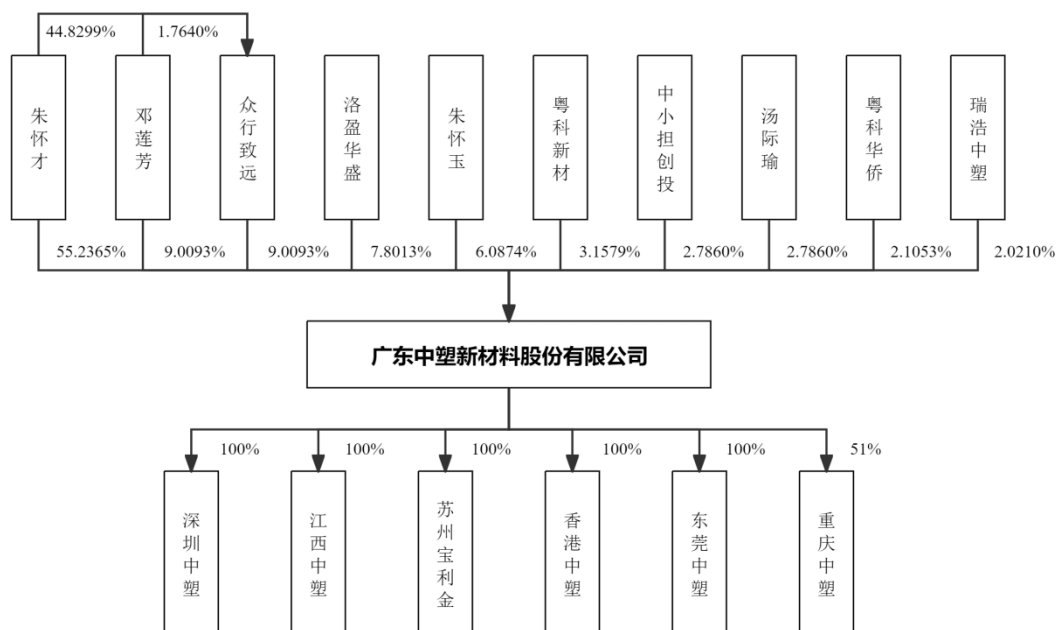 44.8299%
1.7640%
朱怀才
邓莲芳
众行致远
洛盈华盛
朱怀玉
粤科新材
中小担创投
汤际瑜
粤科华侨
瑞浩中塑
55.2365%
9.0093%
9.0093%
7.8013%
6.0874%
3.1579%
2.7860%
2.7860%
2.1053%
2.0210%
广东中塑新材料股份有限公司
100%
100%
100%
100%
100%
51%
深圳中塑
江西中塑
苏州宝利金
香港中塑
东莞中塑
重庆中塑